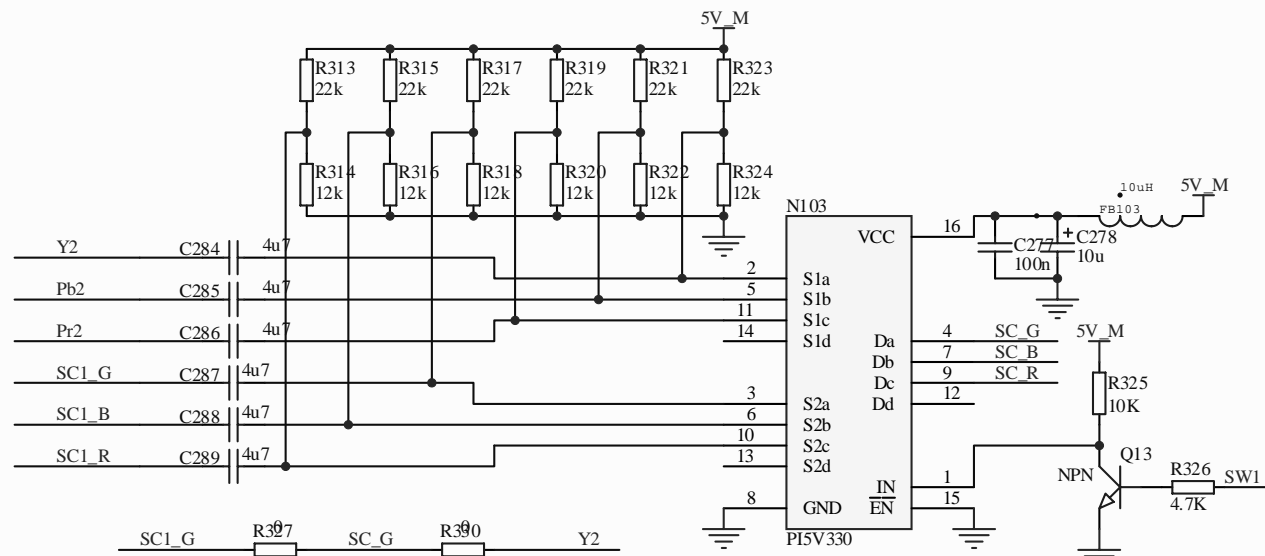 5V_M
R313 R315 R317 R319 R321 R323
22k 22k 22k 22k 22k 22k
R314 R316 R318 R320 R322 R324
12k 12k 12k 12k 12k 12k
10uH
5V_M
FB103
N103
VCC 16
C277 C278
100n 10u
Y2 C284 4u7
Pb2 C285 4u7
Pr2 C286 4u7
SC1_G C287 4u7
SC1_B C288 4u7
SC1_R C289 4u7
2 S1a
5 S1b
11 S1c
14 S1d
3 S2a
6 S2b
10 S2c
13 S2d
8 GND
Da 4 SC_G
Db 7 SC_B
Dc 9 SC_R
Dd 12
IN 1
EN 15
PI5V330
5V_M
R325
10K
Q13
NPN
R326
4.7K
SW1
SC1_G R327 0 SC_G R330 0 Y2